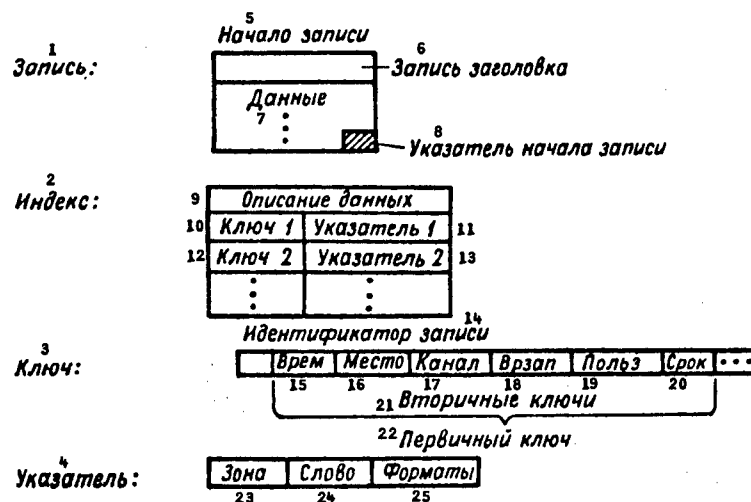 5
Начало записи
1
Запись:
6
Запись заголовка
Данные
7
8
Указатель начала записи
2
Индекс:
9 Описание данных
10 Ключ 1 Указатель 1 11
12 Ключ 2 Указатель 2 13
14
Идентификатор записи
3
Ключ:
Врем Место Канал Врзап Польз Срок
15 16 17 18 19 20
21 Вторичные ключи
22 Первичный ключ
4
Указатель:
Зона Слово Форматы
23 24 25